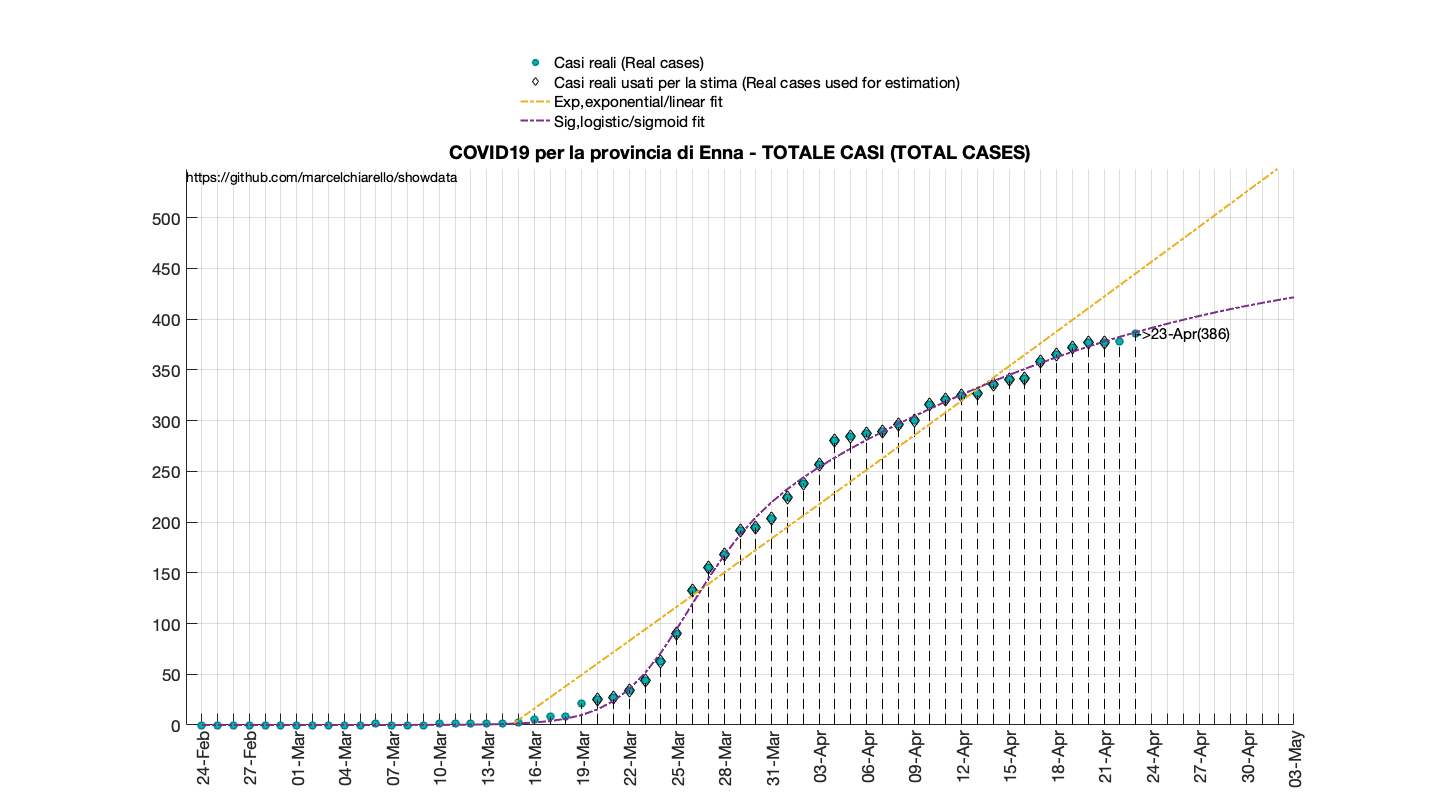 Casi reali (Real cases)
Casi reali usati per la stima (Real cases used for estimation)
Exp,exponential/linear fit
Sig,logistic/sigmoid fit
COVID19 per la provincia di Enna - TOTALE CASI (TOTAL CASES)
https://github.com/marcelchiarello/showdata
500
450
400
350
300
250
200
150
100
50
0
->23-Apr(386)
24-Feb
27-Feb
01-Mar
04-Mar
07-Mar
10-Mar
13-Mar
16-Mar
19-Mar
22-Mar
25-Mar
28-Mar
31-Mar
03-Apr
06-Apr
09-Apr
12-Apr
15-Apr
18-Apr
21-Apr
24-Apr
27-Apr
30-Apr
03-May